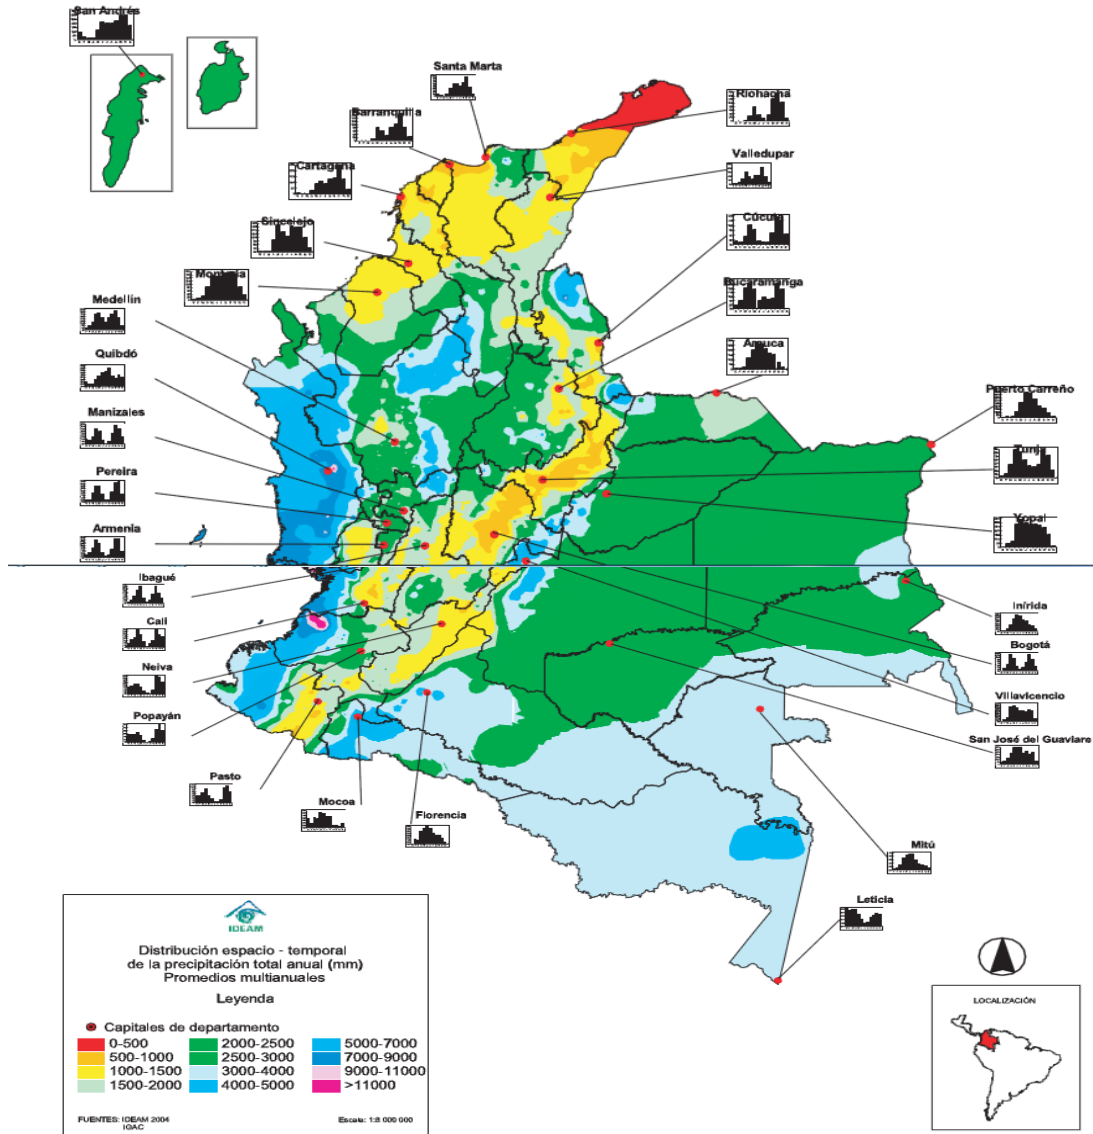 San Andrés
Santa Marta
Riohacha
Barranquilla
Valledupar
Cartagena
Cúcuta
Sincelejo
Montería
Bucaramanga
Medellín
Arauca
Quibdó
Puerto Carreño
Manizales
Tunja
Pereira
Yopal
Armenia
Ibagué
Inírida
Cali
Bogotá
Neiva
Villavicencio
Popayán
San José del Guaviare
Pasto
Mocoa
Florencia
Mitú
Leticia
IDEAM
Distribución espacio - temporal
de la precipitación total anual (mm)
Promedios multianuales
Leyenda
Capitales de departamento
0-500
500-1000
1000-1500
1500-2000
2000-2500
2500-3000
3000-4000
4000-5000
5000-7000
7000-9000
9000-11000
>11000
FUENTES: IDEAM 2004
IGAC
Escala: 1:8 000 000
LOCALIZACIÓN